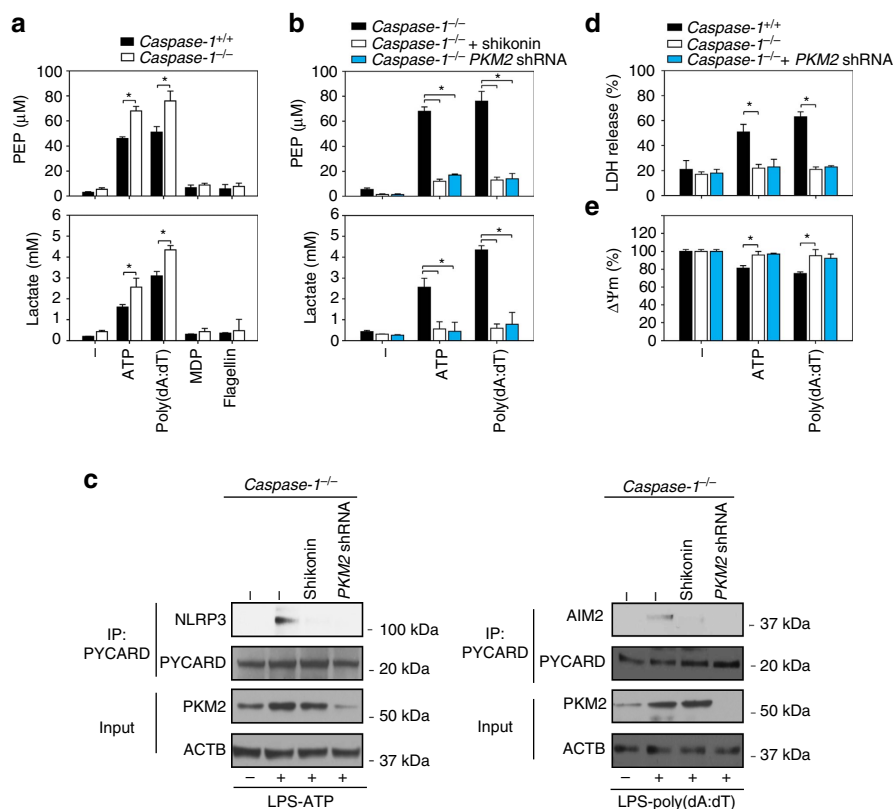 a
Caspase-1+/+
Caspase-1–/–
PEP (μM)
100
80
60
40
20
0
*
*
Lactate (mM)
6
5
4
3
2
1
0
*
*
–
ATP
Poly(dA:dT)
MDP
Flagellin
b
Caspase-1–/–
Caspase-1–/– + shikonin
Caspase-1–/– PKM2 shRNA
PEP (μM)
100
80
60
40
20
0
*
*
Lactate (mM)
6
5
4
3
2
1
0
*
*
–
ATP
Poly(dA:dT)
d
Caspase-1+/+
Caspase-1–/–
Caspase-1–/–+ PKM2 shRNA
LDH release (%)
100
80
60
40
20
0
*
*
e
ΔΨm (%)
125
100
75
50
25
0
*
*
–
ATP
Poly(dA:dT)
c
Caspase-1–/–
– – Shikonin PKM2 shRNA
IP: PYCARD
NLRP3 - 100 kDa
PYCARD - 20 kDa
Input
PKM2 - 50 kDa
ACTB - 37 kDa
– + + +
LPS-ATP
Caspase-1–/–
– – Shikonin PKM2 shRNA
IP: PYCARD
AIM2 - 37 kDa
PYCARD - 20 kDa
Input
PKM2 - 50 kDa
ACTB - 37 kDa
– + + +
LPS-poly(dA:dT)